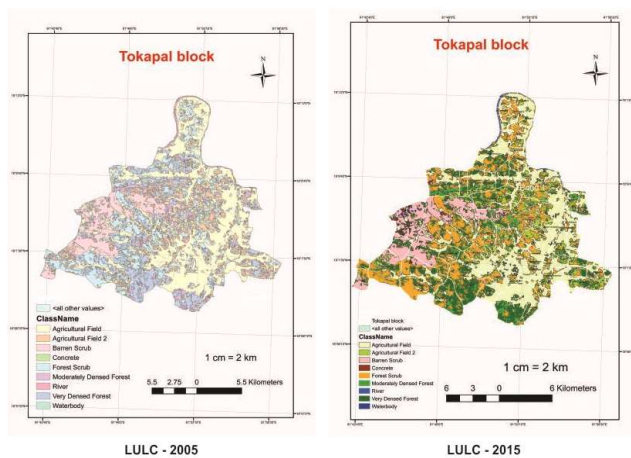 Tokapal block
N
<all other values>
ClassName
Agricultural Field
Agricultural Field 2
Barren Scrub
Concrete
Forest Scrub
Moderately Densed Forest
River
Very Densed Forest
Waterbody
1 cm = 2 km
5.5 2.75 0 5.5 Kilometers
LULC - 2005
Tokapal block
N
Tokapal block
<all other values>
ClassName
Agricultural Field
Agricultural Field 2
Barren Scrub
Concrete
Forest Scrub
Moderately Densed Forest
River
Very Densed Forest
Waterbody
1 cm = 2 km
6 3 0 6 Kilometers
LULC - 2015